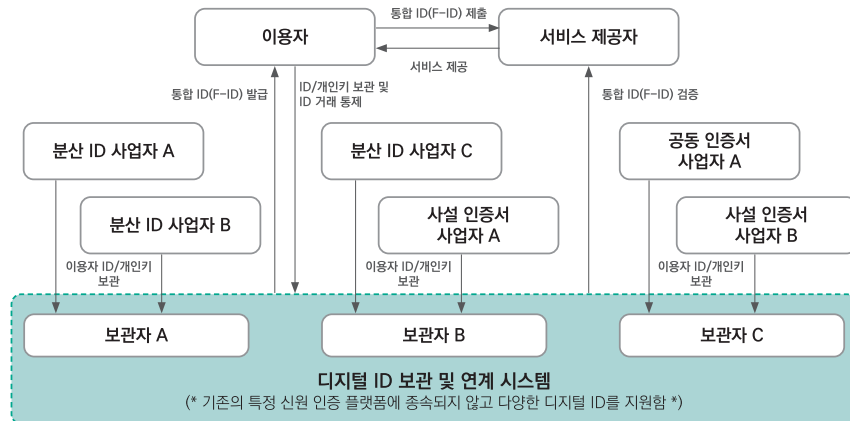 통합 ID(F-ID) 제출
이용자
서비스 제공자
서비스 제공
통합 ID(F-ID) 발급
ID/개인키 보관 및
ID 거래 통제
통합 ID(F-ID) 검증
분산 ID 사업자 A
분산 ID 사업자 C
공동 인증서
사업자 A
분산 ID 사업자 B
사설 인증서
사업자 A
사설 인증서
사업자 B
이용자 ID/개인키
보관
이용자 ID/개인키
보관
이용자 ID/개인키
보관
보관자 A
보관자 B
보관자 C
디지털 ID 보관 및 연계 시스템
(* 기존의 특정 신원 인증 플랫폼에 종속되지 않고 다양한 디지털 ID를 지원함 *)